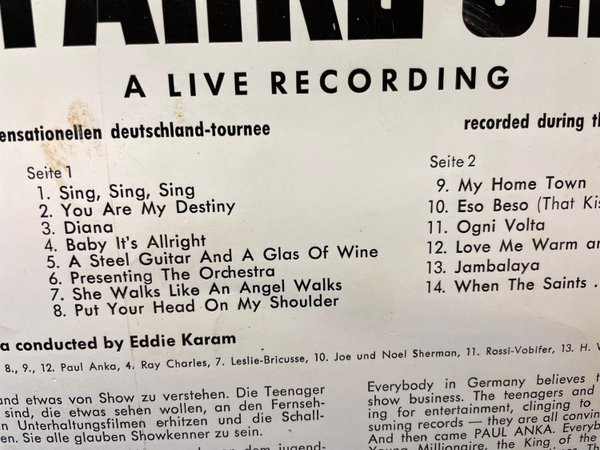 A LIVE RECORDING
ensationellen deutschland-tournee
recorded during
Seite 1
1. Sing, Sing, Sing
2. You Are My Destiny
3. Diana
4. Baby It's Allright
5. A Steel Guitar And A Glas Of Wine
6. Presenting The Orchestra
7. She Walks Like An Angel Walks
8. Put Your Head On My Shoulder
Seite 2
9. My Home Town
10. Eso Beso (That
11. Ogni Volta
12. Love Me Warm
13. Jambalaya
14. When The Saints .
a conducted by Eddie Karam
8., 9., 12. Paul Anka, 4. Ray Charles, 7. Leslie-Bricusse, 10. Joe und Noel Sherman, 11. Rossi-Vobifer, 13. H.
and etwas von Show zu verstehen. Die Teenager
sind, die etwas sehen wollen, an den Fernseh-
n Unterhaltungsfilmen erhitzen und die Schall-
en. Sie alle glauben Showkenner zu sein.
Everybody in Germany believes
show business. The teenagers and
ing for entertainment, clinging to
suming records — they are all
And then came PAUL ANKA.
Young Millionaire, the King of the